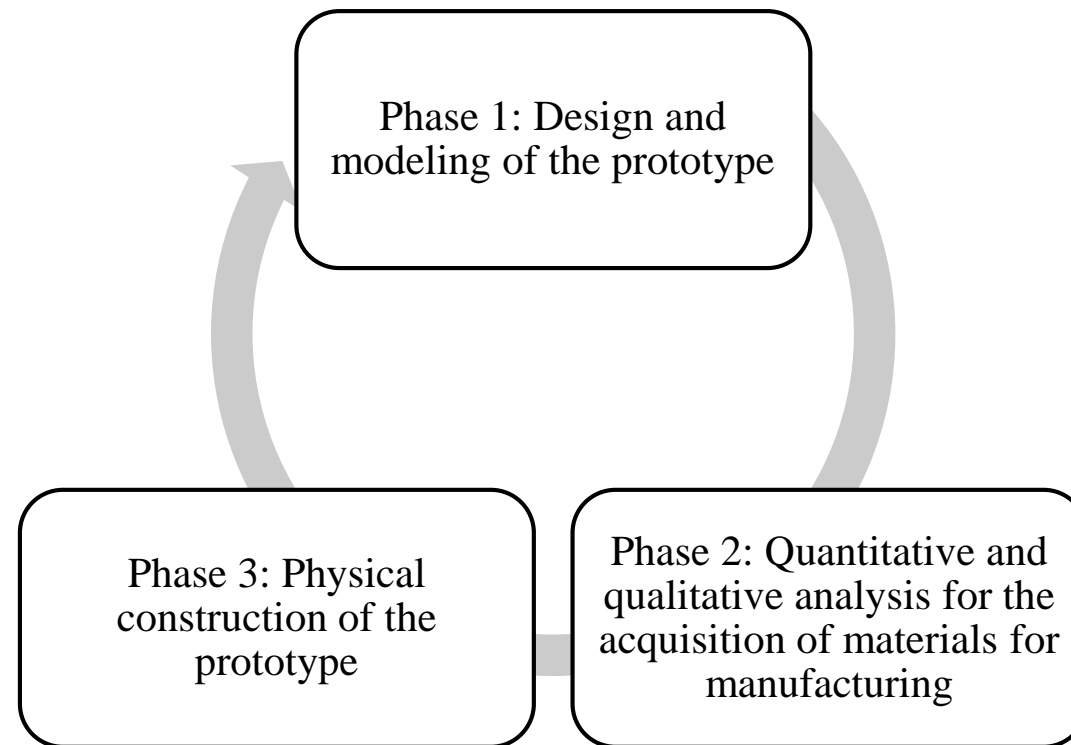 Phase 1: Design and
modeling of the prototype
Phase 2: Quantitative and
qualitative analysis for the
acquisition of materials for
manufacturing
Phase 3: Physical
construction of the
prototype